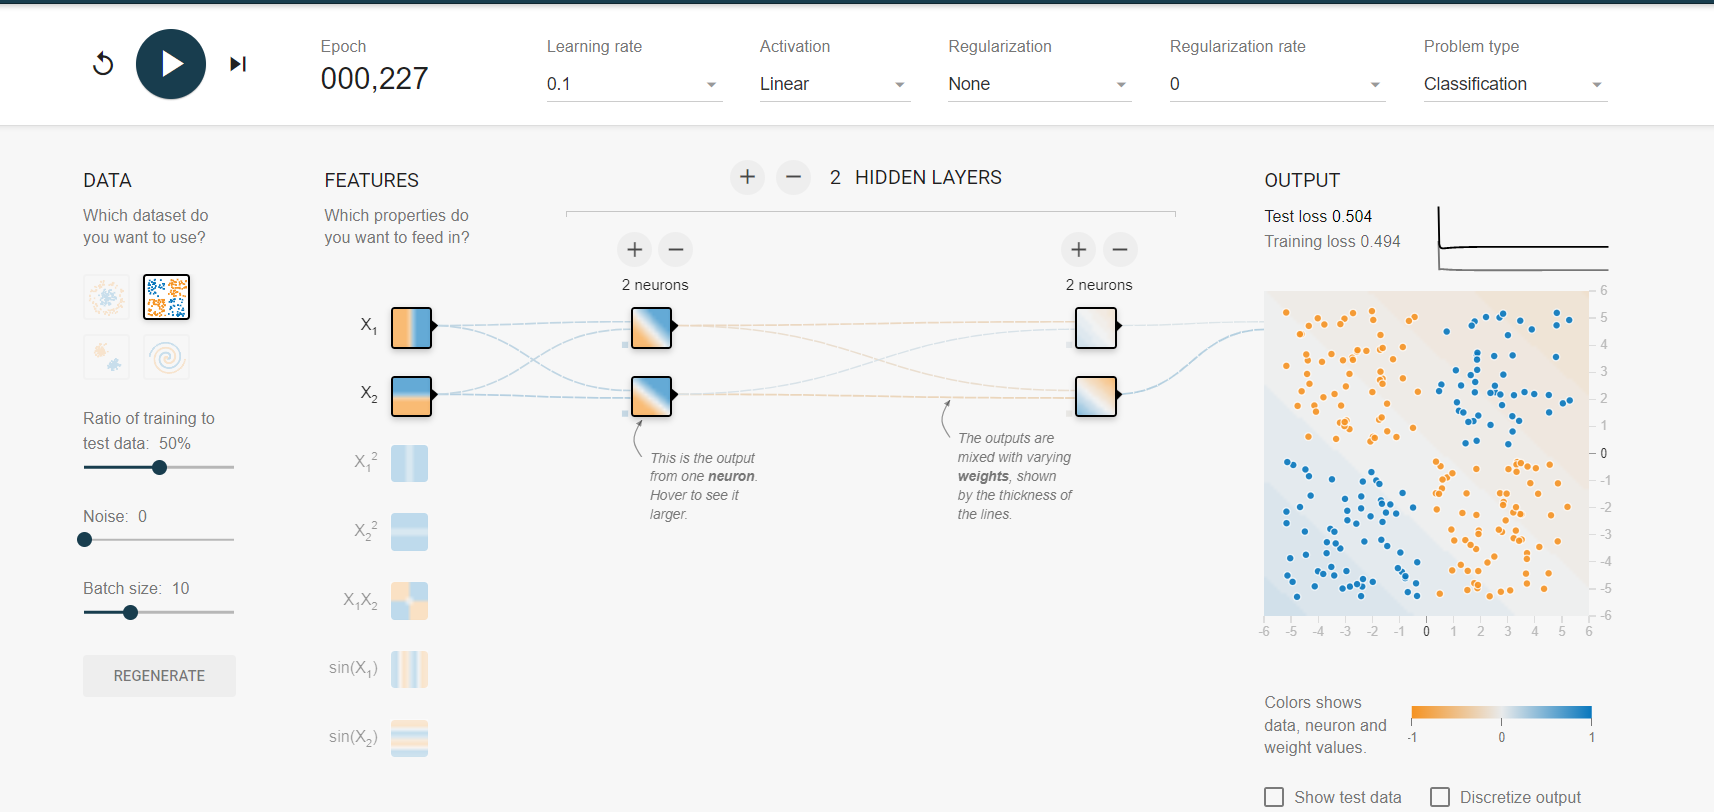 Epoch
000,227
Learning rate
0.1
Activation
Linear
Regularization
None
Regularization rate
0
Problem type
Classification
DATA
Which dataset do
you want to use?
Ratio of training to
test data: 50%
Noise: 0
Batch size: 10
REGENERATE
FEATURES
Which properties do
you want to feed in?
X1
X2
X1^2
X2^2
X1X2
sin(X1)
sin(X2)
+ − 2 HIDDEN LAYERS
+ −
2 neurons
+ −
2 neurons
This is the output
from one neuron.
Hover to see it
larger.
The outputs are
mixed with varying
weights, shown
by the thickness of
the lines.
OUTPUT
Test loss 0.504
Training loss 0.494
6
5
4
3
2
1
0
-1
-2
-3
-4
-5
-6
-6 -5 -4 -3 -2 -1 0 1 2 3 4 5 6
Colors shows
data, neuron and
weight values.
-1 0 1
Show test data
Discretize output